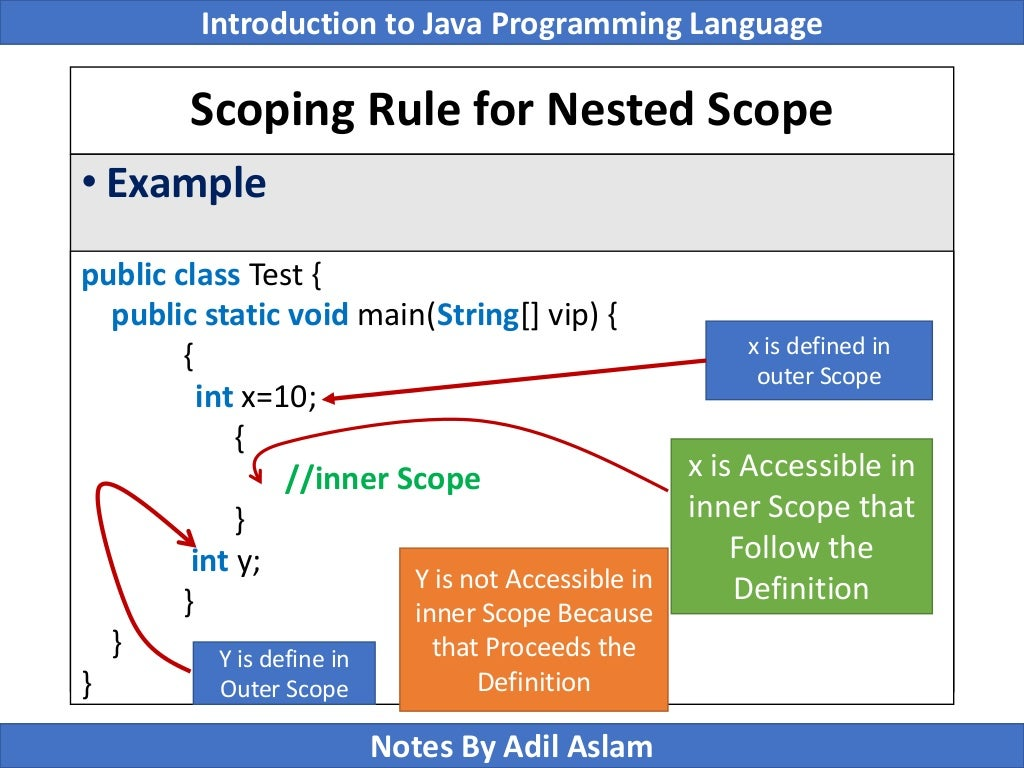 Introduction to Java Programming Language
Scoping Rule for Nested Scope
• Example
public class Test {
public static void main(String[] vip) {
{
int x=10;
{
//inner Scope
}
int y;
}
}
}
x is defined in
outer Scope
x is Accessible in
inner Scope that
Follow the
Definition
Y is not Accessible in
inner Scope Because
that Proceeds the
Definition
Y is define in
Outer Scope
Notes By Adil Aslam